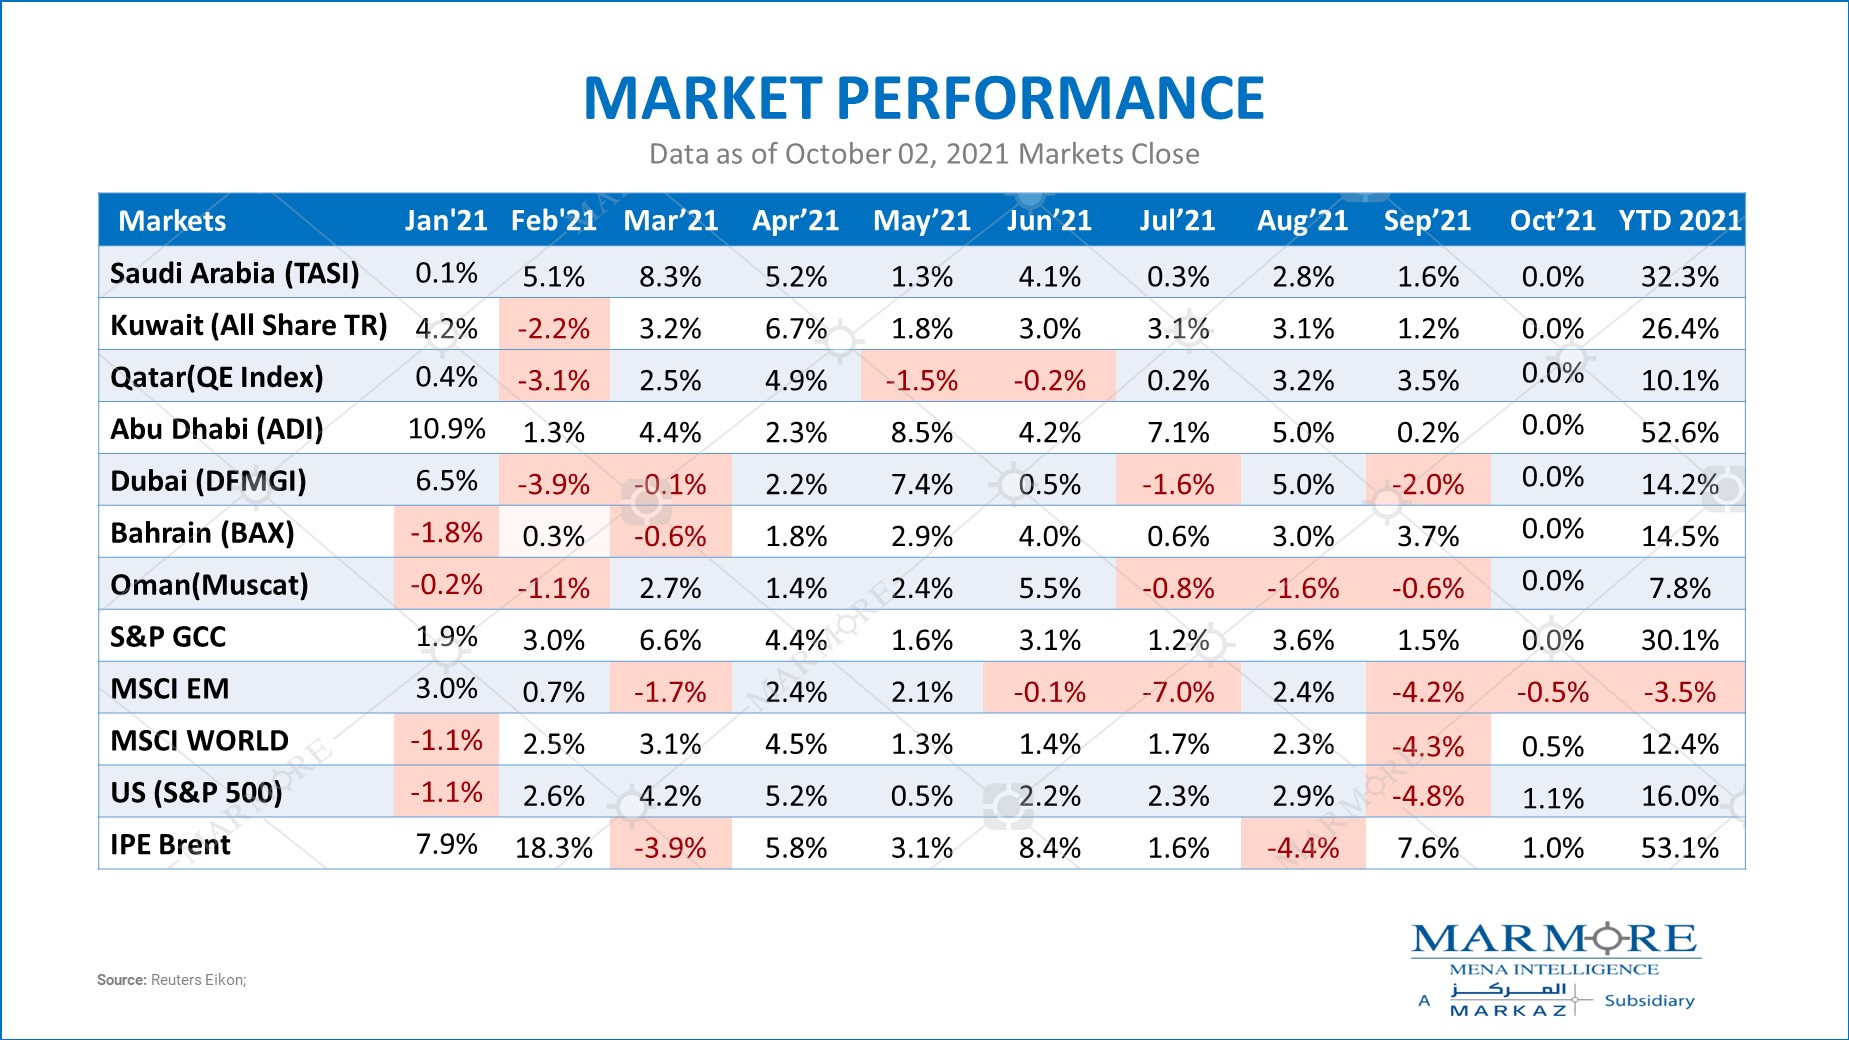 MARKET PERFORMANCE
Data as of October 02, 2021 Markets Close
Markets Jan'21 Feb'21 Mar’21 Apr’21 May’21 Jun’21 Jul’21 Aug’21 Sep’21 Oct’21 YTD 2021
Saudi Arabia (TASI) 0.1% 5.1% 8.3% 5.2% 1.3% 4.1% 0.3% 2.8% 1.6% 0.0% 32.3%
Kuwait (All Share TR) 4.2% -2.2% 3.2% 6.7% 1.8% 3.0% 3.1% 3.1% 1.2% 0.0% 26.4%
Qatar(QE Index) 0.4% -3.1% 2.5% 4.9% -1.5% -0.2% 0.2% 3.2% 3.5% 0.0% 10.1%
Abu Dhabi (ADI) 10.9% 1.3% 4.4% 2.3% 8.5% 4.2% 7.1% 5.0% 0.2% 0.0% 52.6%
Dubai (DFMGI) 6.5% -3.9% -0.1% 2.2% 7.4% 0.5% -1.6% 5.0% -2.0% 0.0% 14.2%
Bahrain (BAX) -1.8% 0.3% -0.6% 1.8% 2.9% 4.0% 0.6% 3.0% 3.7% 0.0% 14.5%
Oman(Muscat) -0.2% -1.1% 2.7% 1.4% 2.4% 5.5% -0.8% -1.6% -0.6% 0.0% 7.8%
S&P GCC 1.9% 3.0% 6.6% 4.4% 1.6% 3.1% 1.2% 3.6% 1.5% 0.0% 30.1%
MSCI EM 3.0% 0.7% -1.7% 2.4% 2.1% -0.1% -7.0% 2.4% -4.2% -0.5% -3.5%
MSCI WORLD -1.1% 2.5% 3.1% 4.5% 1.3% 1.4% 1.7% 2.3% -4.3% 0.5% 12.4%
US (S&P 500) -1.1% 2.6% 4.2% 5.2% 0.5% 2.2% 2.3% 2.9% -4.8% 1.1% 16.0%
IPE Brent 7.9% 18.3% -3.9% 5.8% 3.1% 8.4% 1.6% -4.4% 7.6% 1.0% 53.1%
Source: Reuters Eikon;
MARMORE
MENA INTELLIGENCE
المركز
A MARKAZ Subsidiary